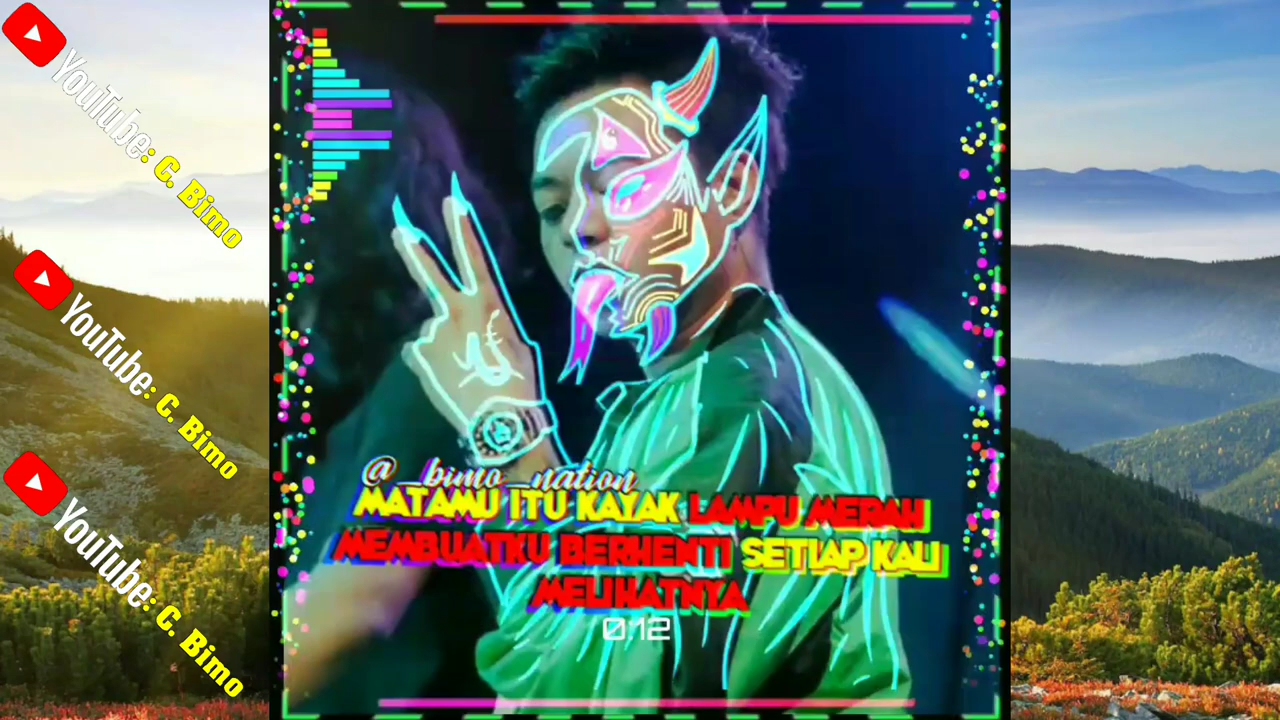 YouTube: C. Bimo
YouTube: C. Bimo
YouTube: C. Bimo
@_bimo_nation
MATAMU ITU KAYAK LAMPU MERAH
MEMBUATKU BERHENTI SETIAP KALI
MELIHATNYA
0:12